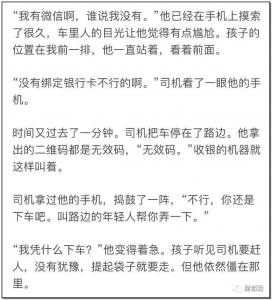 “我有微信啊，谁说我没有。”他已经在手机上摸索
了很久，车里人的目光让他觉得有点尴尬。孩子的
位置在我前一排，他一直站着，看着前面。
“没有绑定银行卡不行的啊。”司机看了一眼他的手
机。
时间又过去了一分钟。司机把车停在了路边。他拿
出的二维码都是无效码，“无效码。”收银的机器就
这样叫着。
司机拿过他的手机，捣鼓了一阵，“不行，你还是
下车吧。叫路边的年轻人帮你弄一下。”
“我凭什么下车？”他变得着急。孩子听见司机要赶
人，没有犹豫，提起袋子就要走。但他依然僵在那
里。